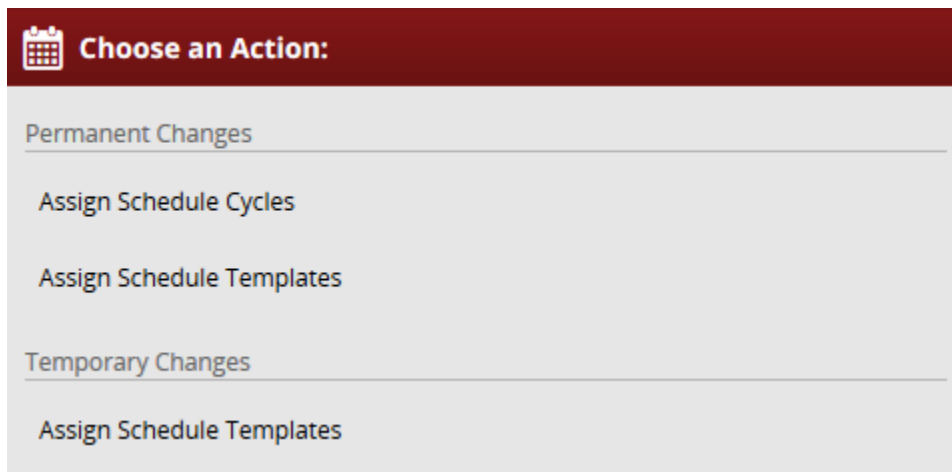 Choose an Action:
Permanent Changes
Assign Schedule Cycles
Assign Schedule Templates
Temporary Changes
Assign Schedule Templates